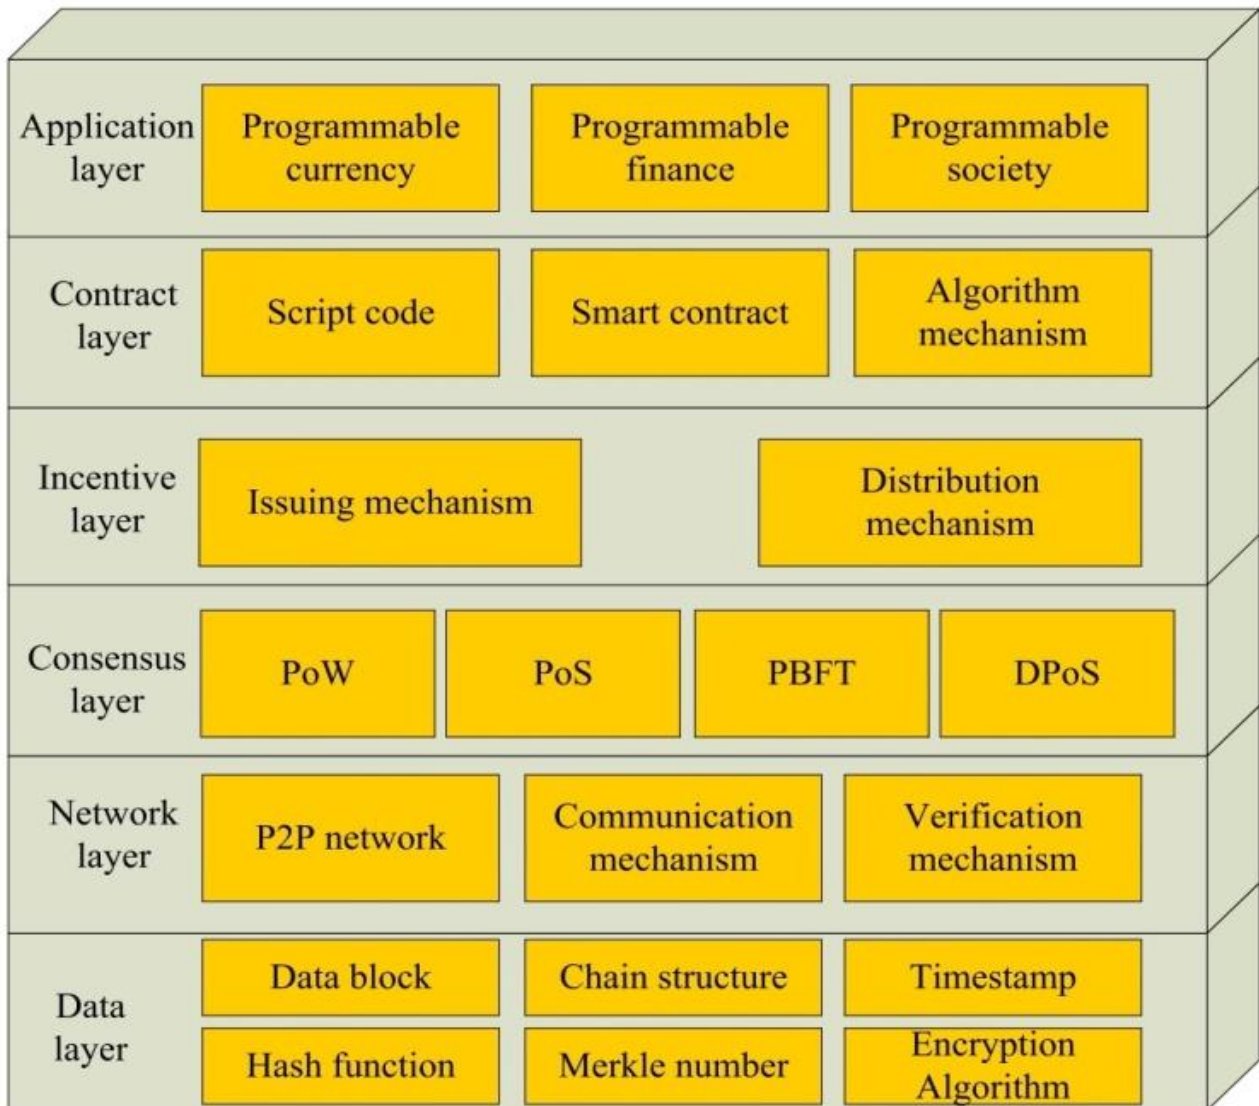 Application
layer
Programmable
currency
Programmable
finance
Programmable
society
Contract
layer
Script code
Smart contract
Algorithm
mechanism
Incentive
layer
Issuing mechanism
Distribution
mechanism
Consensus
layer
PoW
PoS
PBFT
DPoS
Network
layer
P2P network
Communication
mechanism
Verification
mechanism
Data
layer
Data block
Chain structure
Timestamp
Hash function
Merkle number
Encryption
Algorithm